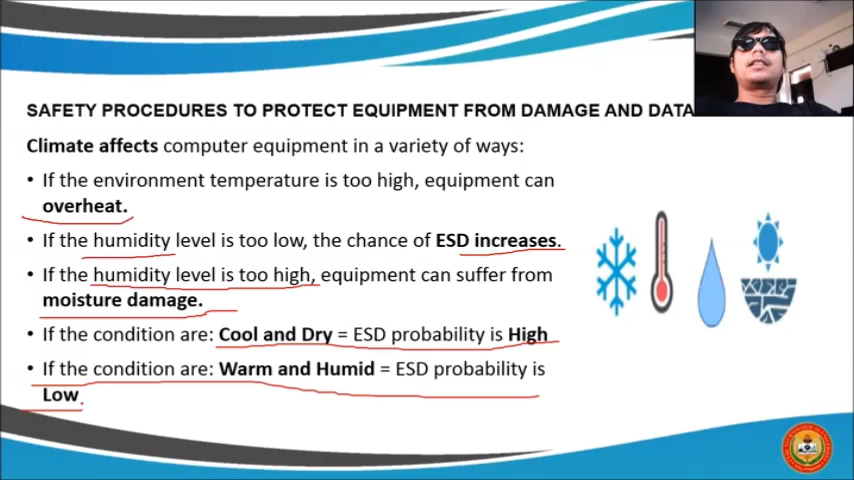 SAFETY PROCEDURES TO PROTECT EQUIPMENT FROM DAMAGE AND DATA
Climate affects computer equipment in a variety of ways:
• If the environment temperature is too high, equipment can
overheat.
• If the humidity level is too low, the chance of ESD increases.
• If the humidity level is too high, equipment can suffer from
moisture damage.
• If the condition are: Cool and Dry = ESD probability is High
• If the condition are: Warm and Humid = ESD probability is
Low.